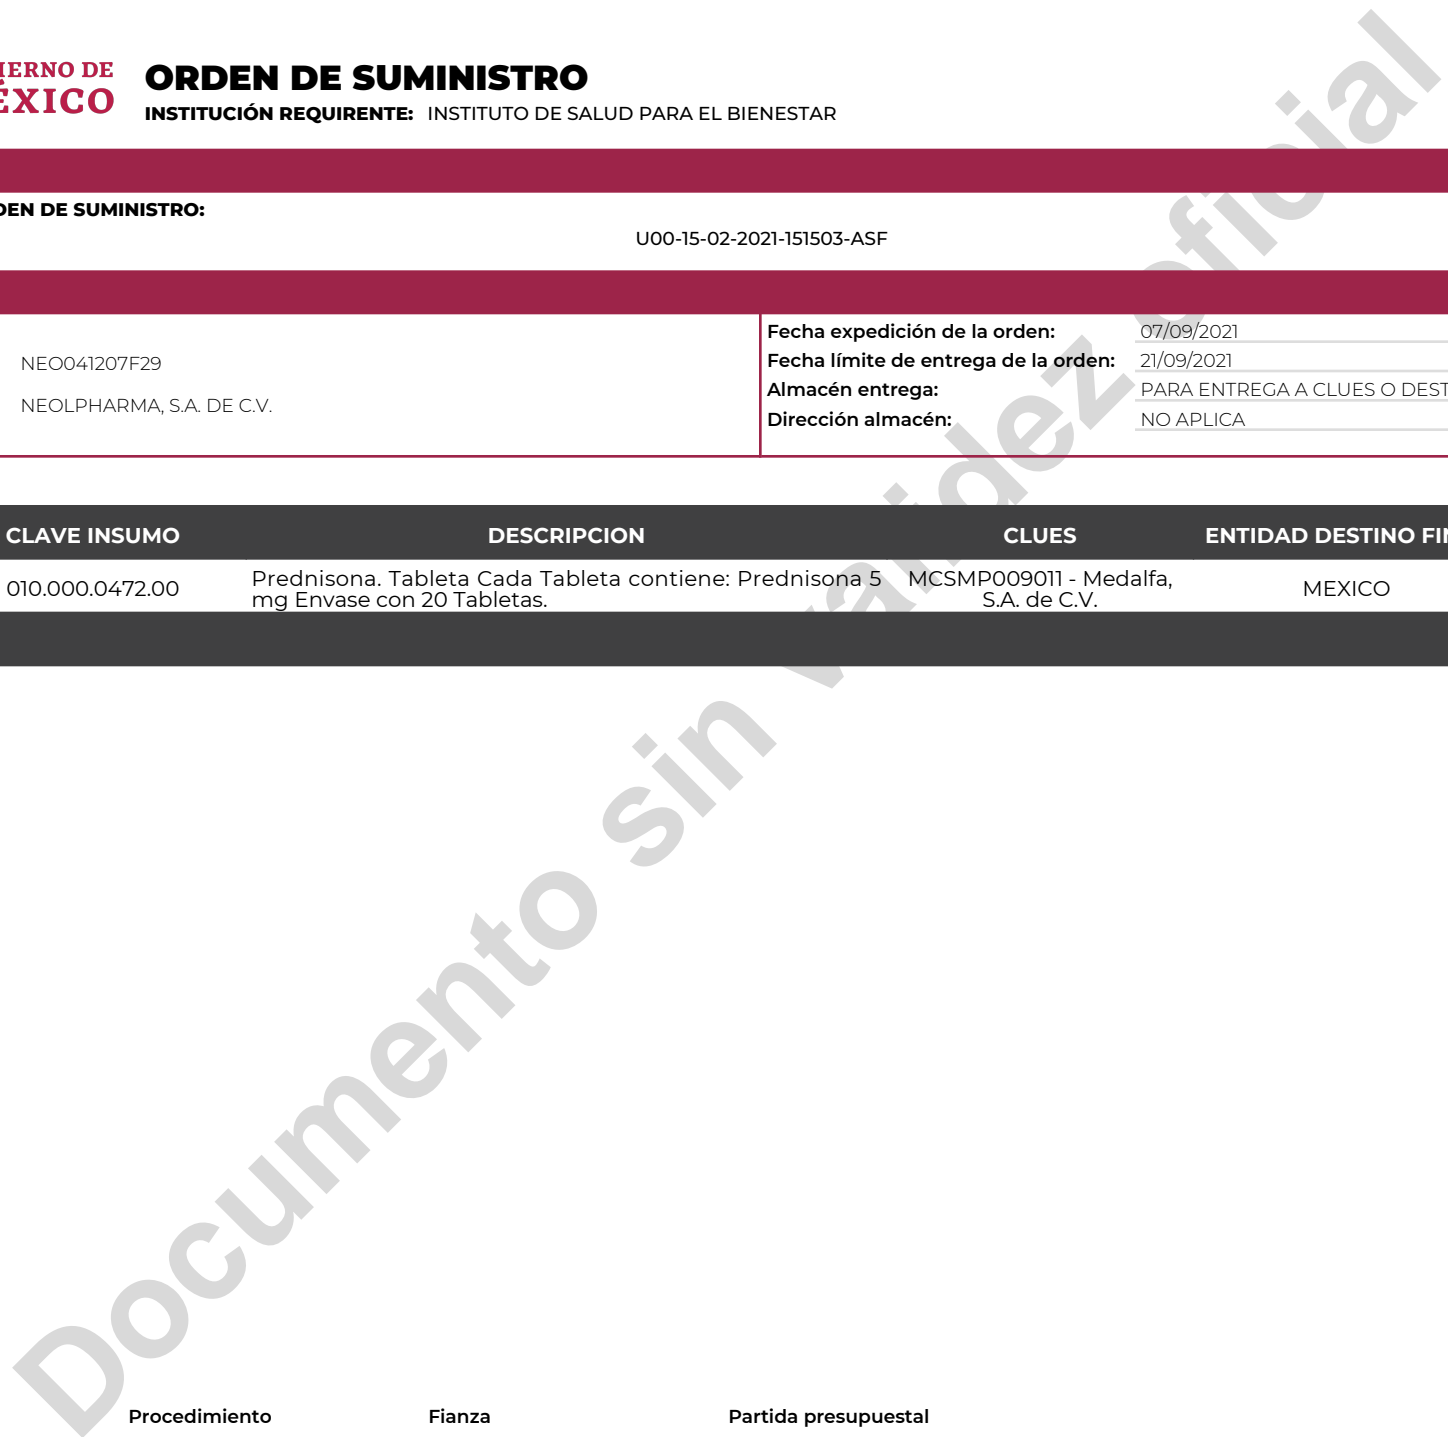 IERNO DE
ÉXICO
ORDEN DE SUMINISTRO
INSTITUCIÓN REQUIRENTE: INSTITUTO DE SALUD PARA EL BIENESTAR
DEN DE SUMINISTRO:
U00-15-02-2021-151503-ASF
NEO041207F29
NEOLPHARMA, S.A. DE C.V.
Fecha expedición de la orden: 07/09/2021
Fecha límite de entrega de la orden: 21/09/2021
Almacén entrega: PARA ENTREGA A CLUES O DEST
Dirección almacén: NO APLICA
CLAVE INSUMO DESCRIPCION CLUES ENTIDAD DESTINO FIN
010.000.0472.00 Prednisona. Tableta Cada Tableta contiene: Prednisona 5 MCSMP009011 - Medalfa, MEXICO
mg Envase con 20 Tabletas. S.A. de C.V.
Documento sin validez oficial
Procedimiento Fianza Partida presupuestal